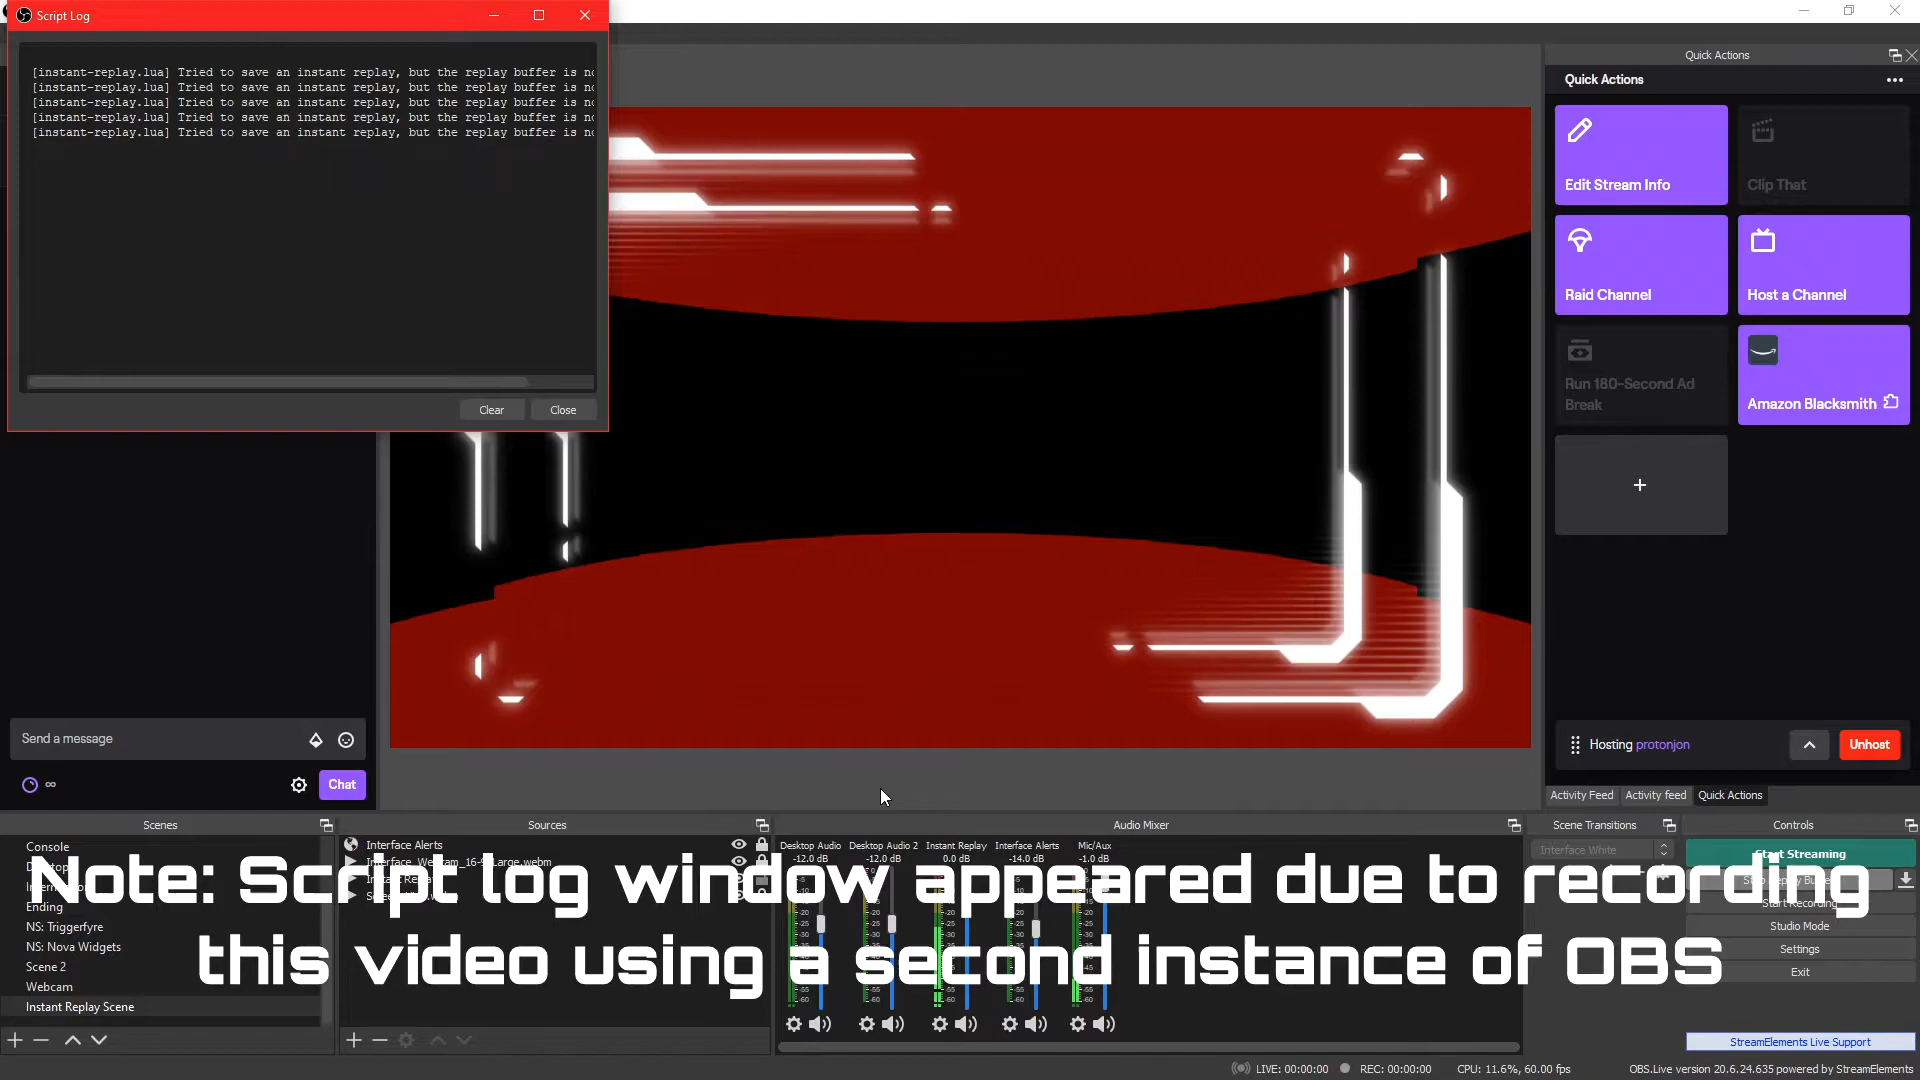 Script Log
[instant-replay.lua] Tried to save an instant replay, but the replay buffer is
[instant-replay.lua] Tried to save an instant replay, but the replay buffer is
[instant-replay.lua] Tried to save an instant replay, but the replay buffer is
[instant-replay.lua] Tried to save an instant replay, but the replay buffer is
[instant-replay.lua] Tried to save an instant replay, but the replay buffer is
Clear
Close
Quick Actions
Quick Actions
Edit Stream Info
Clip That
Raid Channel
Host a Channel
Run 180-Second Ad
Break
Amazon Blacksmith
+
Hosting protonjon
Unhost
Activity Feed
Activity feed
Quick Actions
Send a message
∞
Chat
Scenes
Console
Ending
NS: Triggerfyre
NS: Nova Widgets
Scene 2
Webcam
Instant Replay Scene
Sources
Interface Alerts
Audio Mixer
Desktop Audio
-12.0 dB
Desktop Audio 2
-12.0 dB
Instant Replay
0.0 dB
Interface Alerts
-14.0 dB
Mic/Aux
-1.0 dB
Scene Transitions
Interface White
Controls
Start Streaming
Start Recording
Studio Mode
Settings
Exit
Note: Script log window appeared due to recording
this video using a second instance of OBS
StreamElements Live Support
LIVE: 00:00:00
REC: 00:00:00
CPU: 11.6%, 60.00 fps
OBS.Live version 20.6.24.635 powered by StreamElements